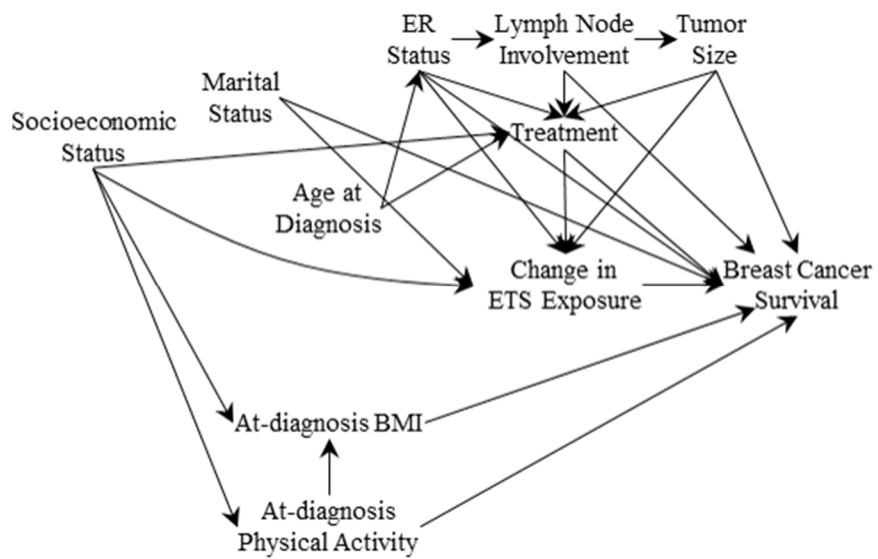 ER
Status
Lymph Node
Involvement
Tumor
Size
Marital
Status
Socioeconomic
Status
Treatment
Age at
Diagnosis
Change in
ETS Exposure
Breast Cancer
Survival
At-diagnosis BMI
At-diagnosis
Physical Activity